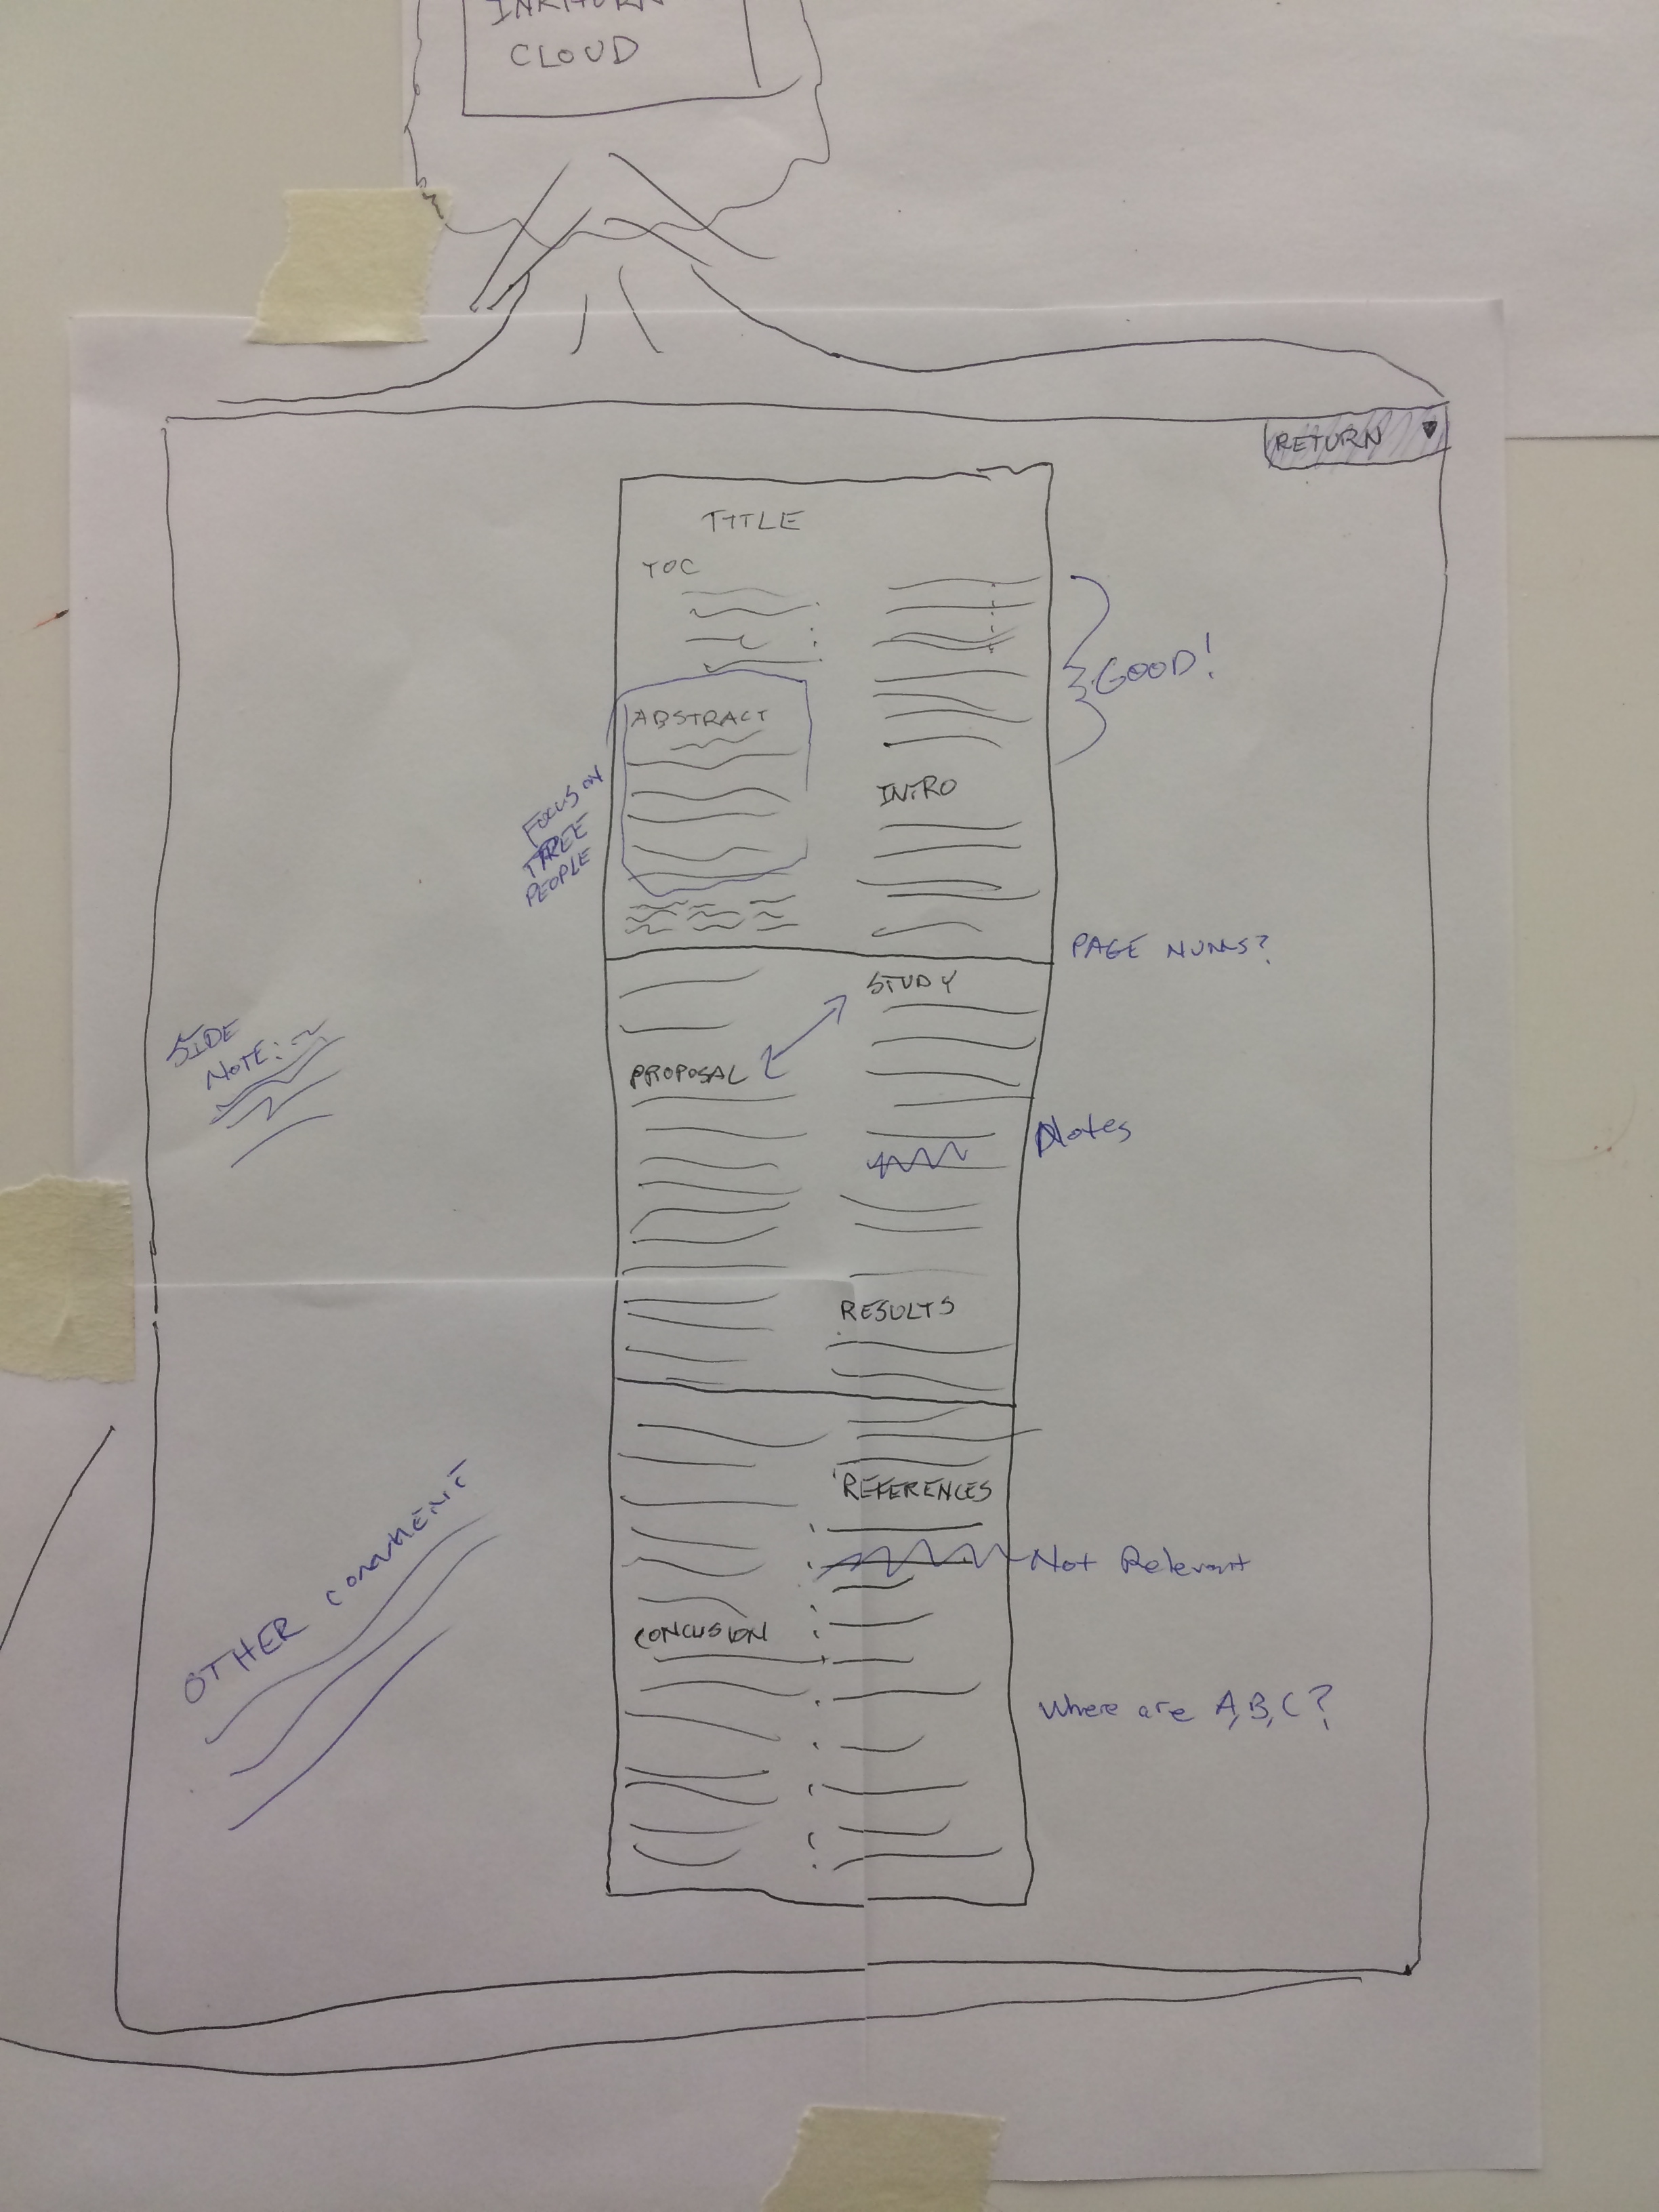 CLOUD
RETURN
TITLE
TOC
GOOD!
ABSTRACT
INTRO
FOCUS ON
THREE
PEOPLE
PAGE NUMS?
STUDY
SIDE
NOTE:
PROPOSAL
Notes
RESULTS
REFERENCES
Not Relevant
OTHER COMMENT
CONCUSION
Where are A,B,C?